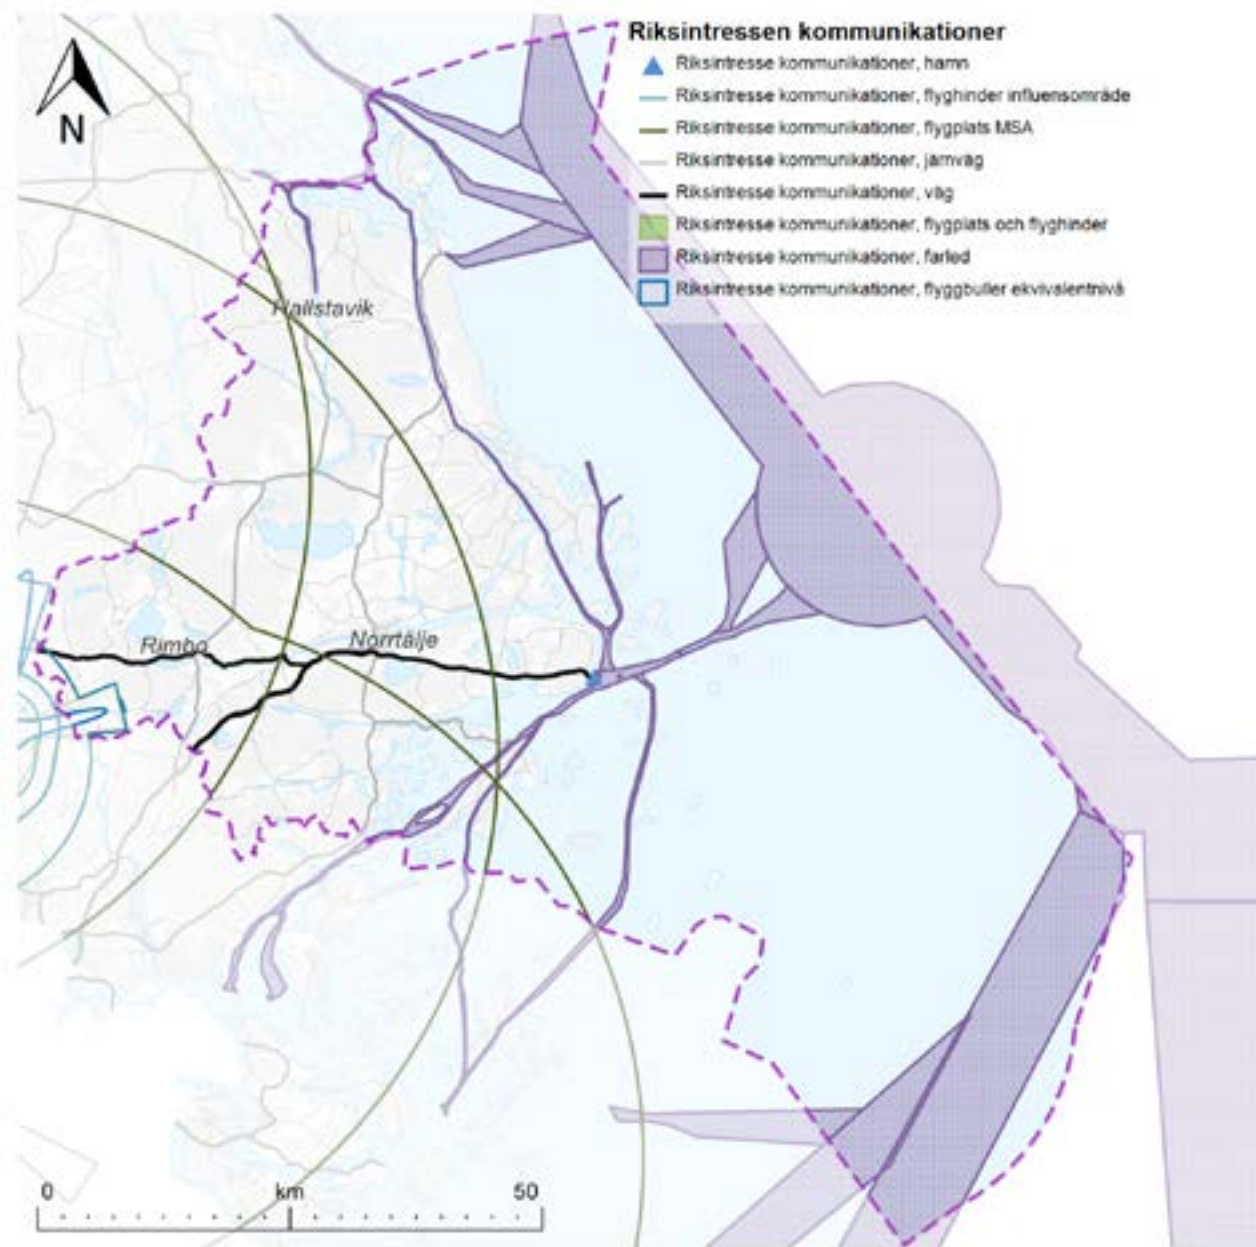 Riksintressen kommunikationer
Riksintresse kommunikationer, hamn
Riksintresse kommunikationer, flyghinder influensområde
Riksintresse kommunikationer, flygplats MSA
Riksintresse kommunikationer, järnväg
Riksintresse kommunikationer, väg
Riksintresse kommunikationer, flygplats och flyghinder
Riksintresse kommunikationer, farled
Riksintresse kommunikationer, flyggbuller ekvivalentnivå
N
Hallstavik
Rimbo
Norrtälje
0 km 50